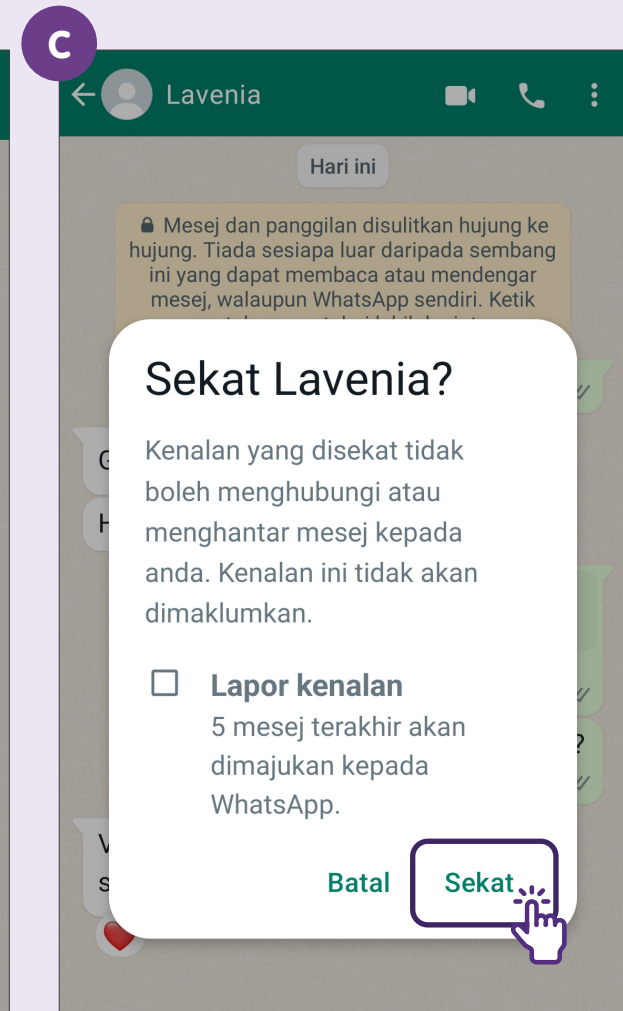 C
Lavenia
Hari ini
Mesej dan panggilan disulitkan hujung ke
hujung. Tiada sesiapa luar daripada sembang
ini yang dapat membaca atau mendengar
mesej, walaupun WhatsApp sendiri. Ketik
Sekat Lavenia?
Kenalan yang disekat tidak
boleh menghubungi atau
menghantar mesej kepada
anda. Kenalan ini tidak akan
dimaklumkan.
Lapor kenalan
5 mesej terakhir akan
dimajukan kepada
WhatsApp.
?
V
s
Batal Sekat